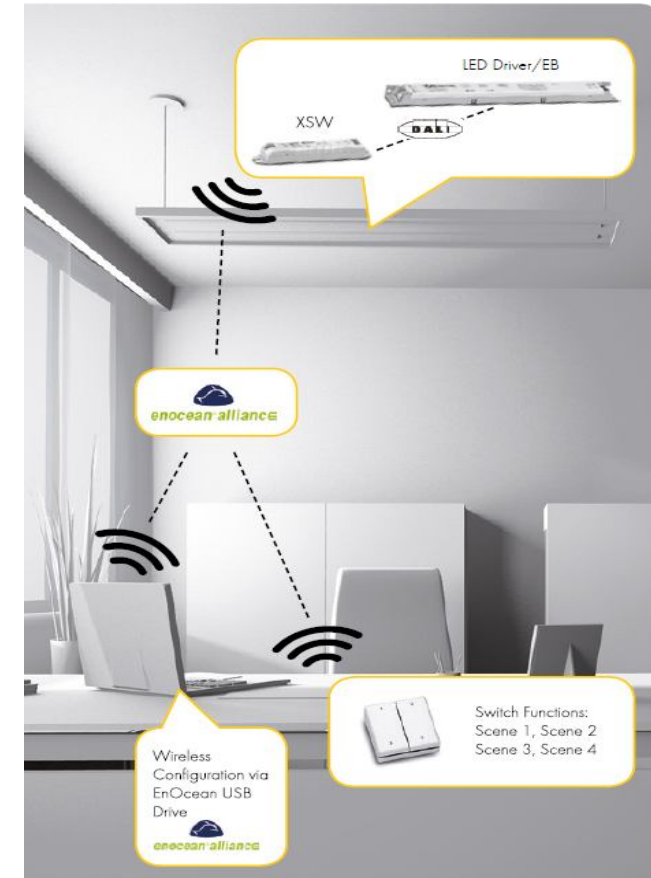 LED Driver/EB
XSW
DALI
enocean alliance
Switch Functions:
Scene 1, Scene 2
Scene 3, Scene 4
Wireless
Configuration via
EnOcean USB
Drive
enocean alliance